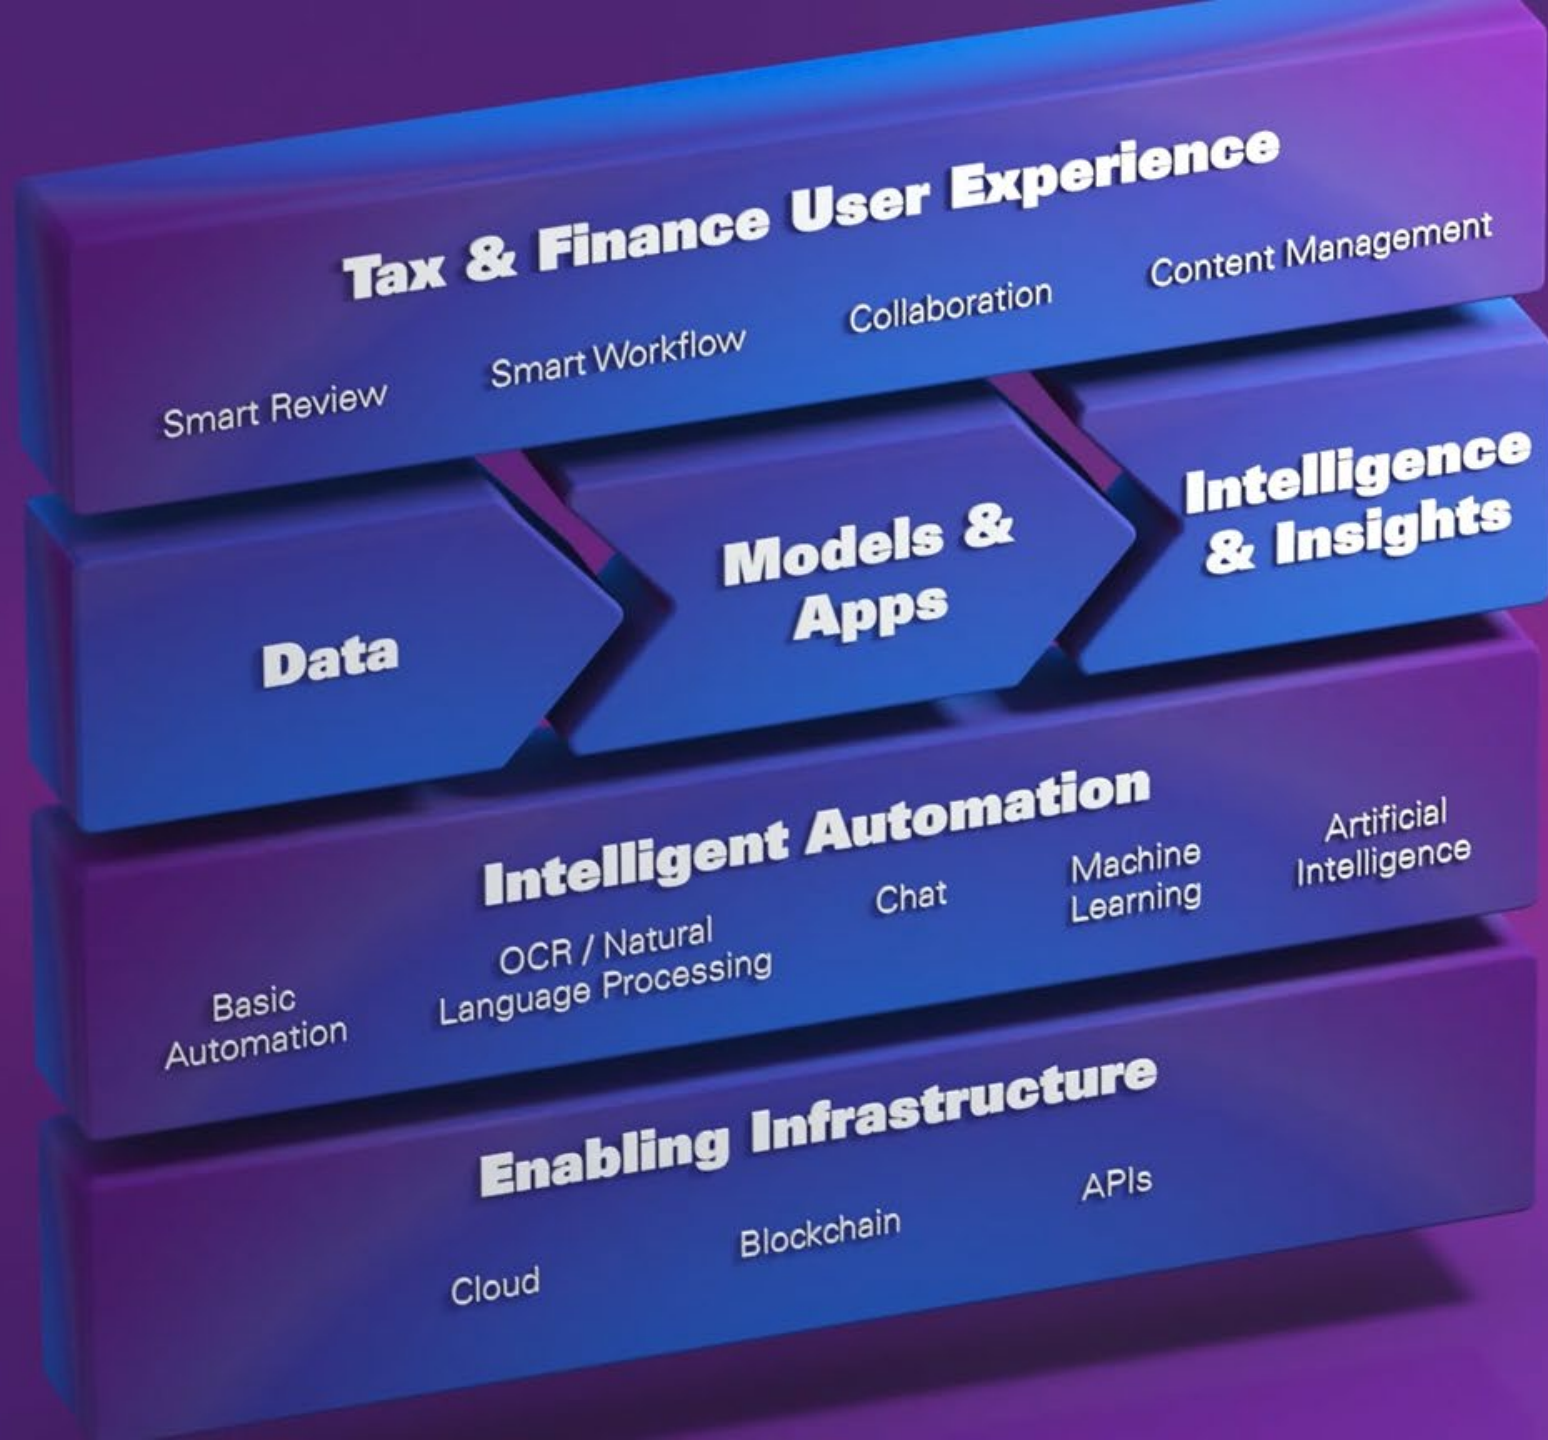 Tax & Finance User Experience
Smart Review
Smart Workflow
Collaboration
Content Management
Data
Models &
Apps
Intelligence
& Insights
Intelligent Automation
Basic
Automation
OCR / Natural
Language Processing
Chat
Machine
Learning
Artificial
Intelligence
Enabling Infrastructure
Cloud
Blockchain
APIs